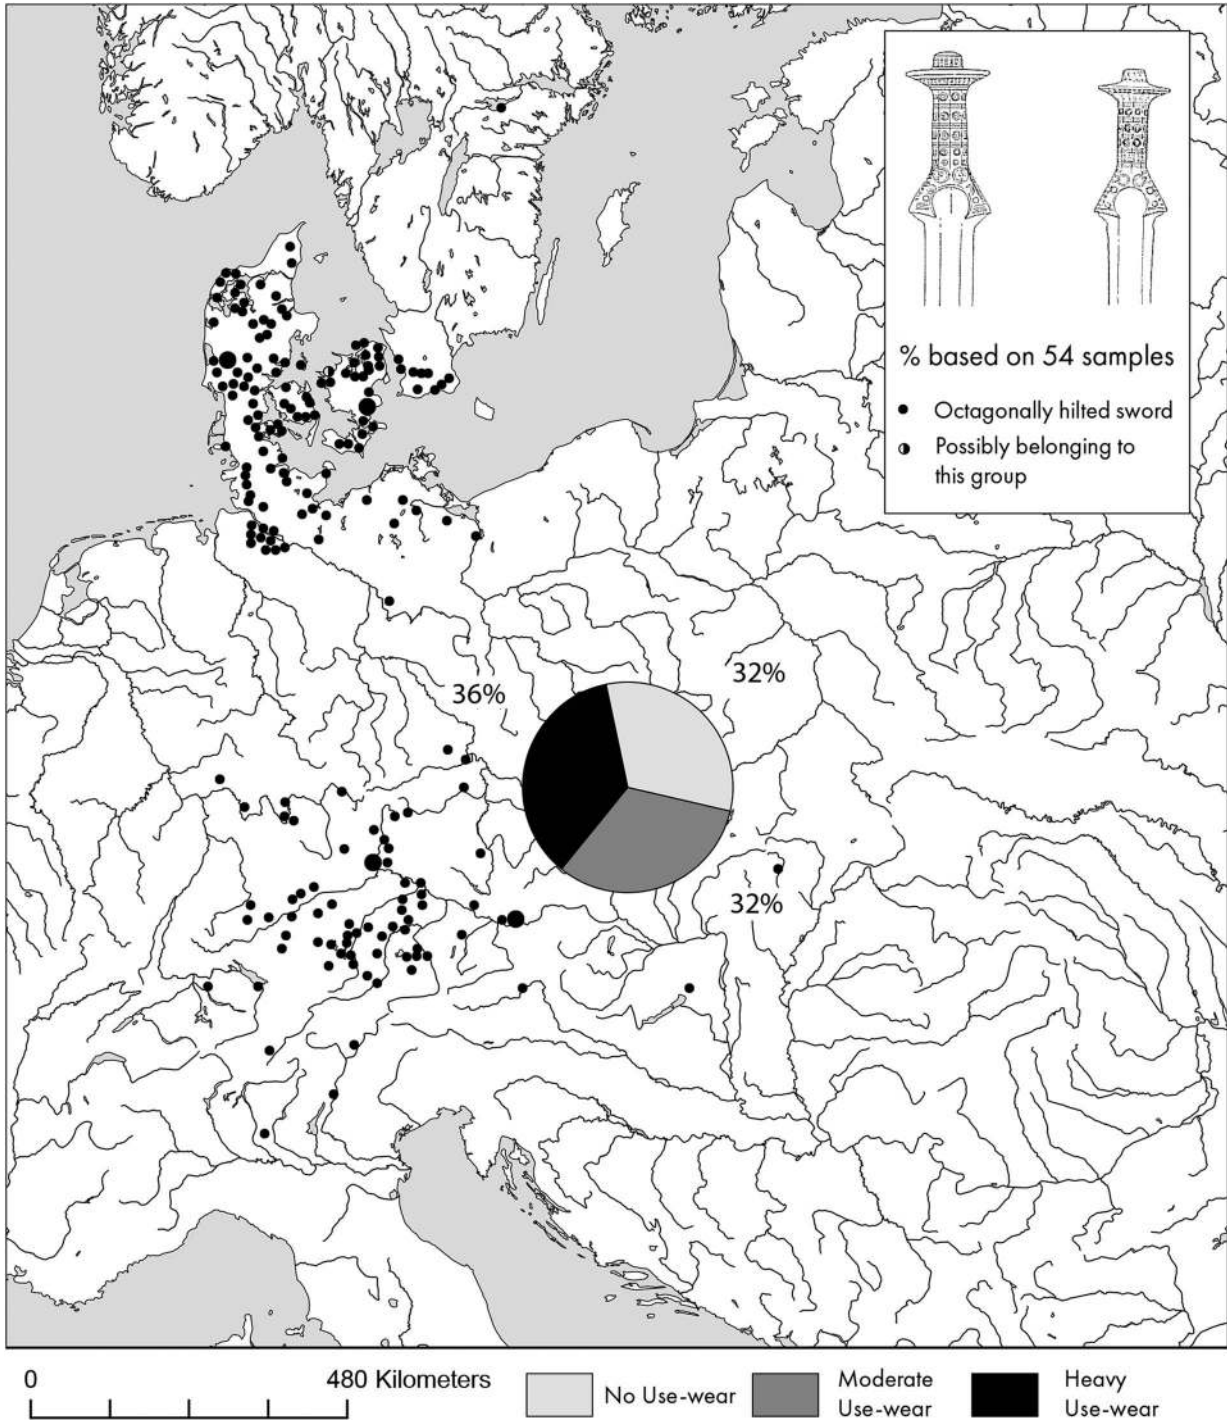 % based on 54 samples
Octagonally hilted sword
Possibly belonging to
this group
32%
36%
32%
0
480 Kilometers
No Use-wear
Moderate
Use-wear
Heavy
Use-wear